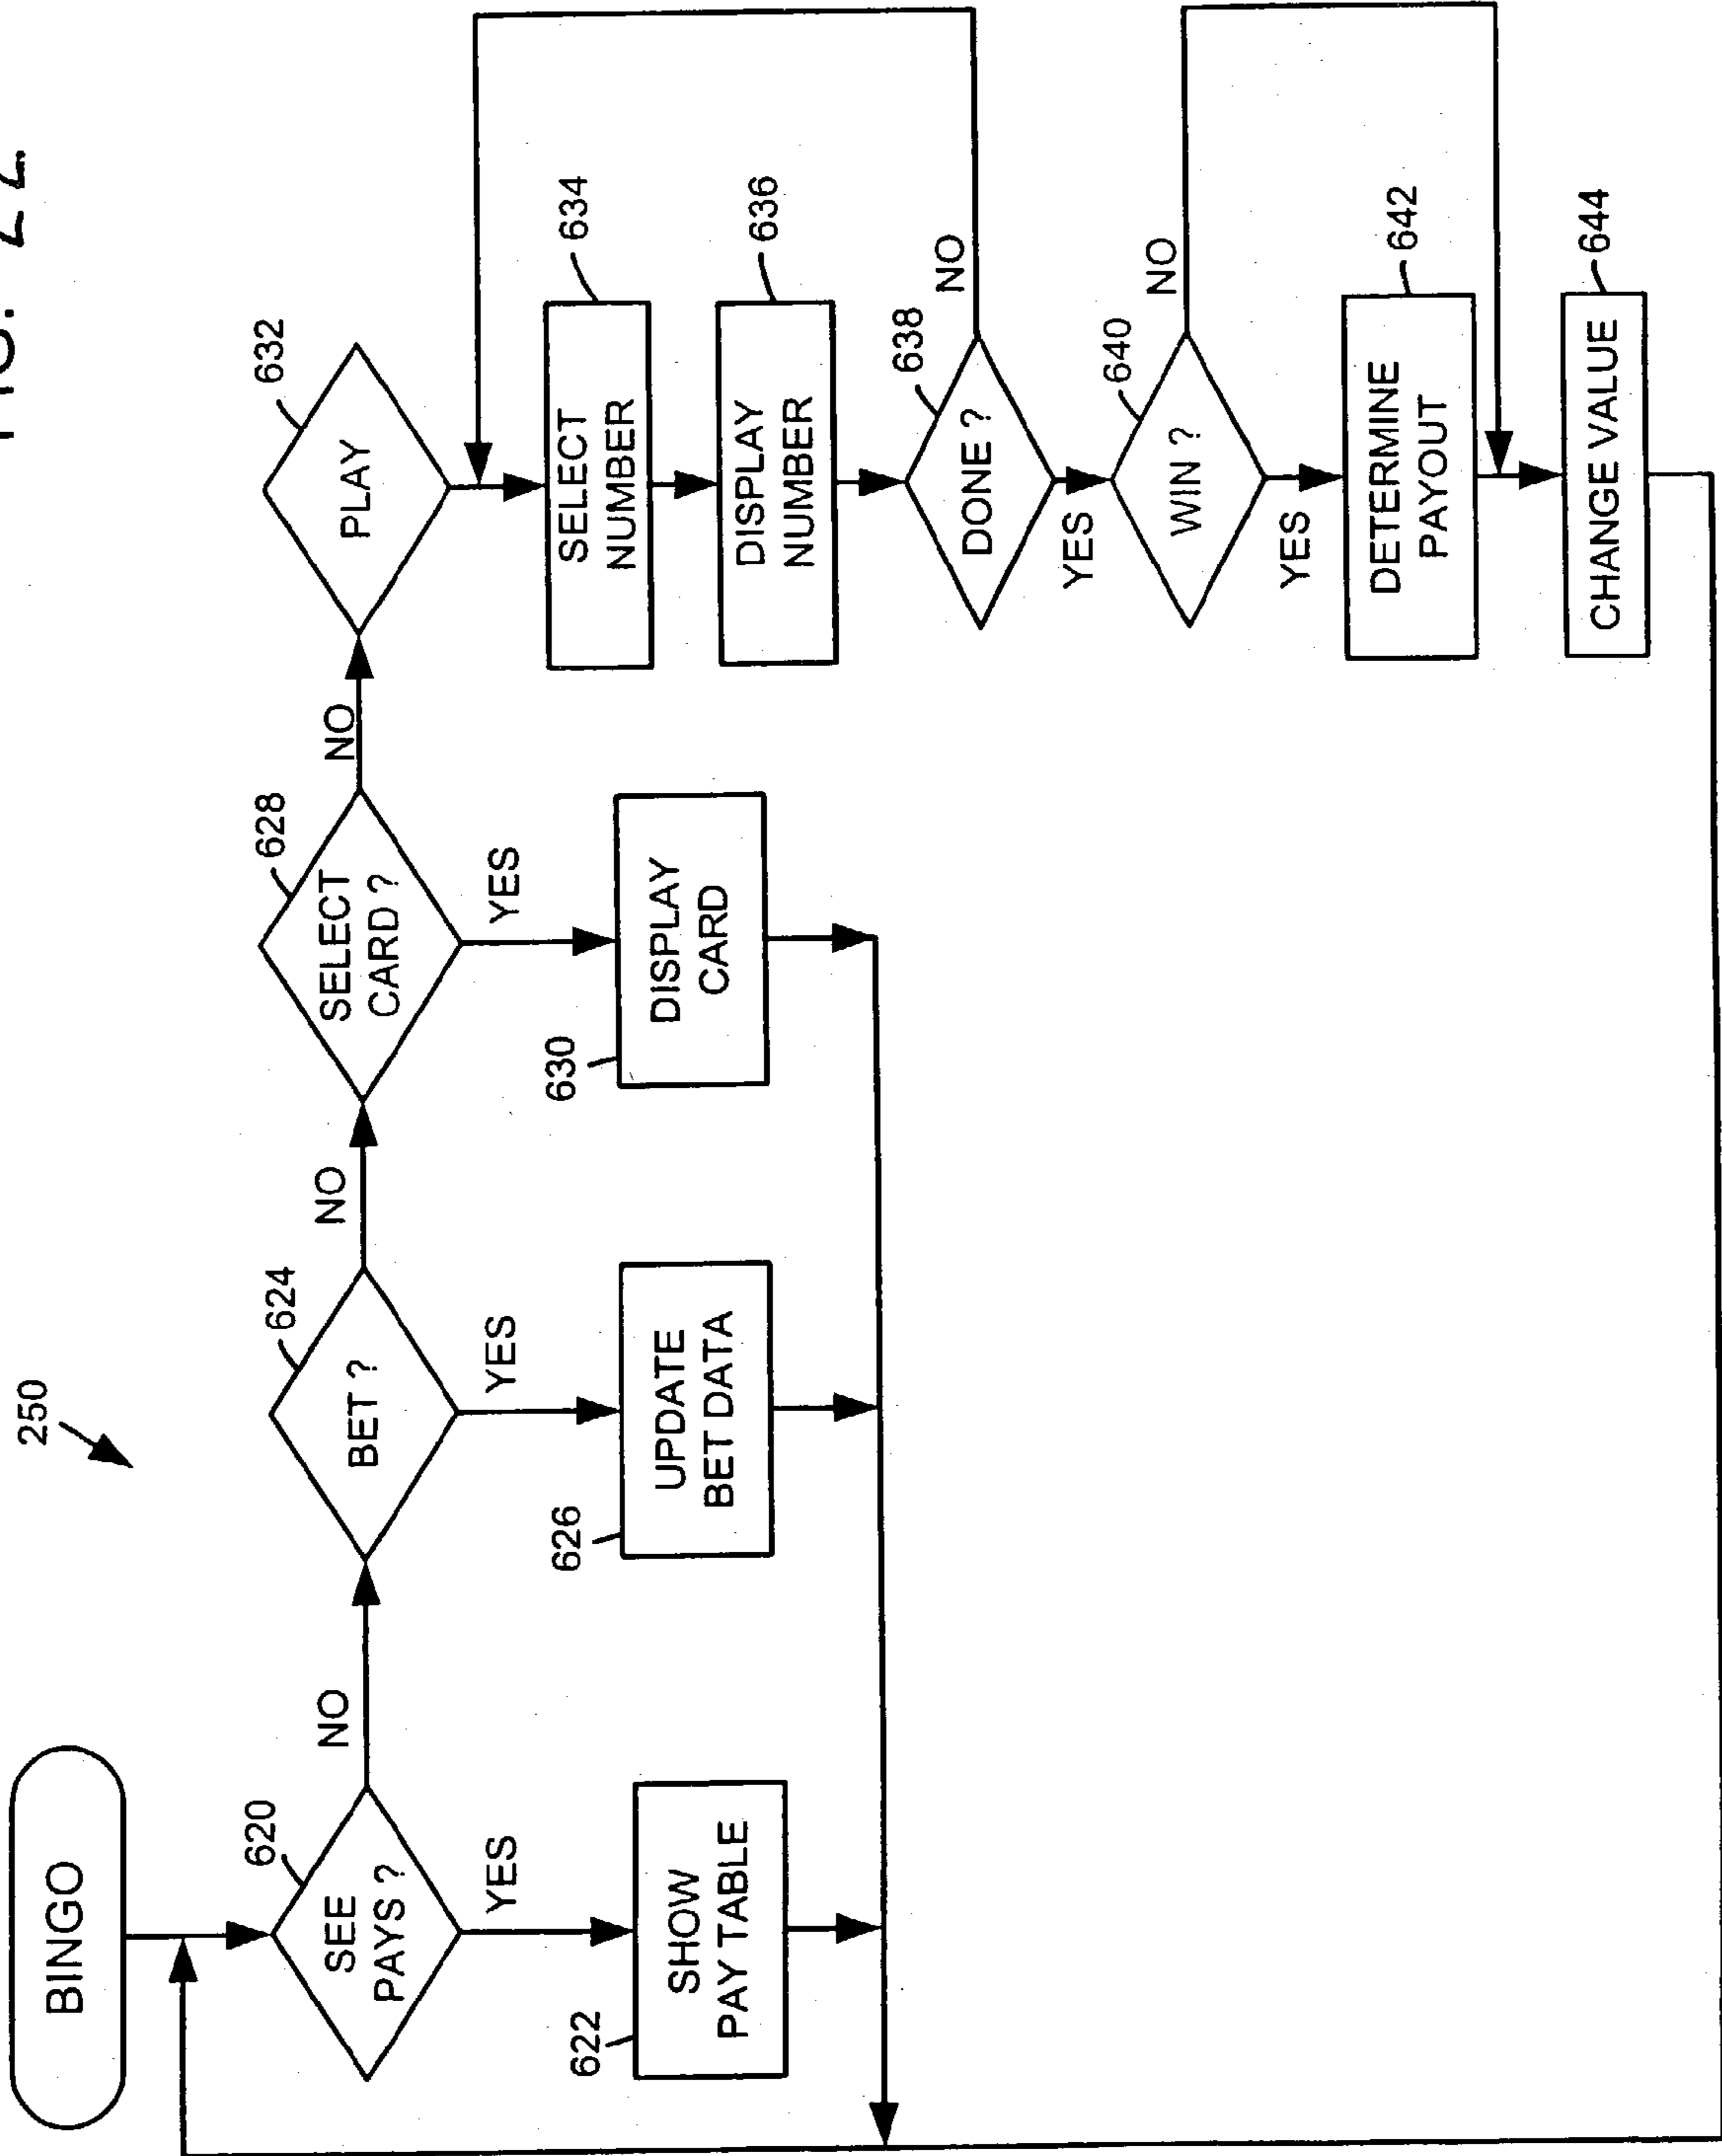 250
BINGO
620
SEE
PAYS ?
NO
YES
622
SHOW
PAY TABLE
624
BET ?
NO
YES
626
UPDATE
BET DATA
628
SELECT
CARD ?
NO
YES
630
DISPLAY
CARD
632
PLAY
634
SELECT
NUMBER
636
DISPLAY
NUMBER
638
DONE ?
NO
YES
640
WIN ?
NO
YES
642
DETERMINE
PAYOUT
644
CHANGE VALUE